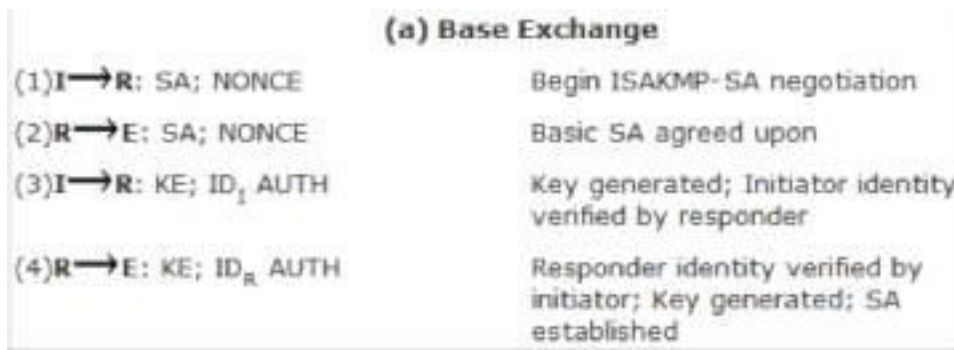 (a) Base Exchange
(1)I⟶R: SA; NONCE Begin ISAKMP-SA negotiation
(2)R⟶E: SA; NONCE Basic SA agreed upon
(3)I⟶R: KE; ID_I AUTH Key generated; Initiator identity
verified by responder
(4)R⟶E: KE; ID_R AUTH Responder identity verified by
initiator; Key generated; SA
established